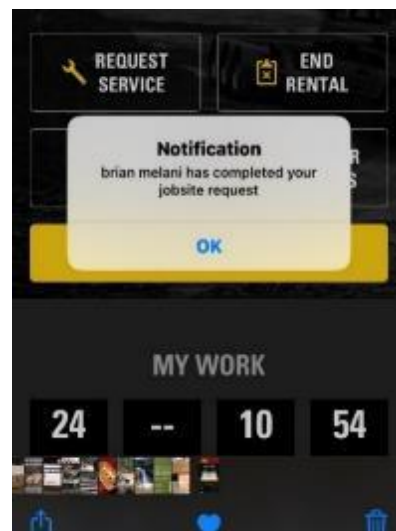 REQUEST
SERVICE
END
RENTAL
Notification
brian melani has completed your
jobsite request
OK
MY WORK
24
--
10
54